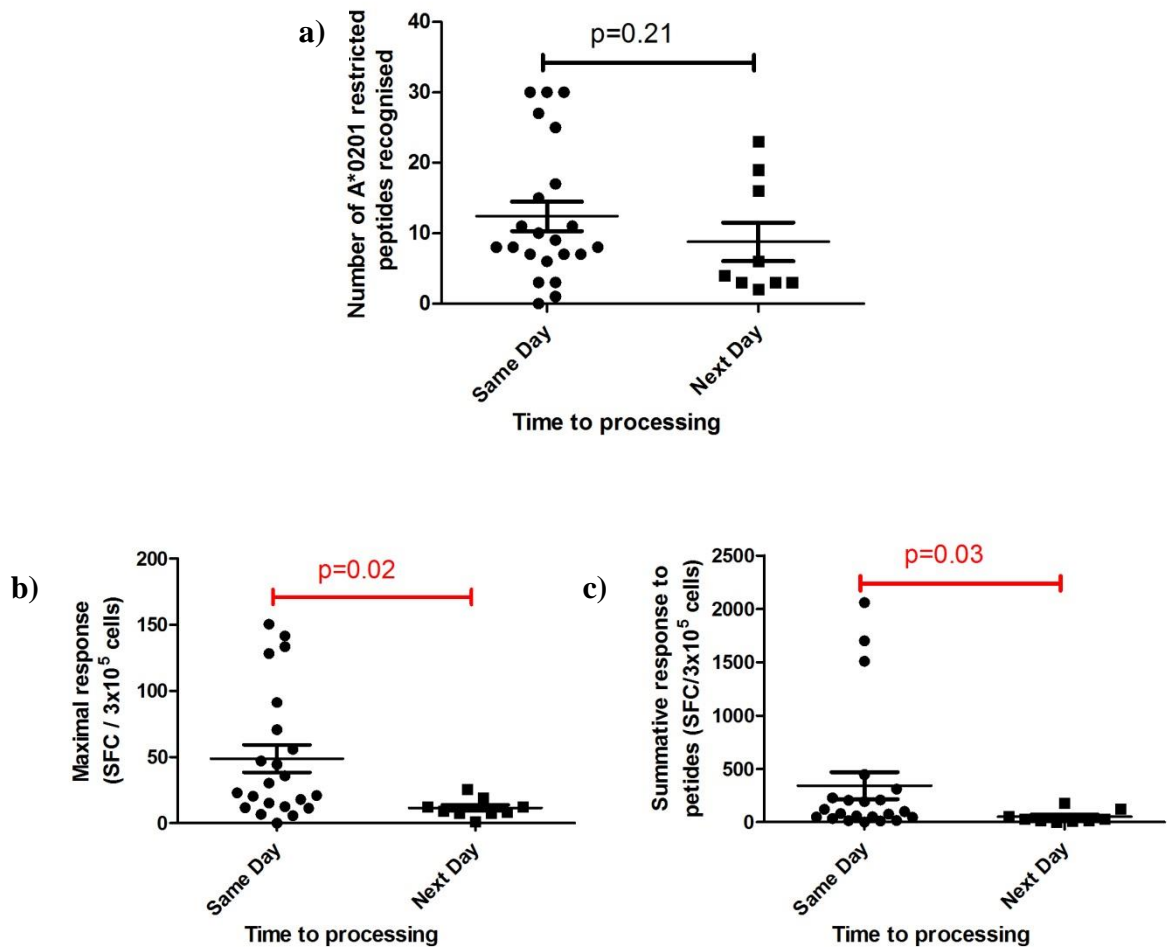 a)
p=0.21
Number of A*0201 restricted
peptides recognised
40
30
20
10
0
Same Day
Next Day
Time to processing
b)
p=0.02
Maximal response
(SFC / 3x10⁵ cells)
200
150
100
50
0
Same Day
Next Day
Time to processing
c)
p=0.03
Summative response to
petides (SFC/3x10⁵ cells)
2500
2000
1500
1000
500
0
Same Day
Next Day
Time to processing